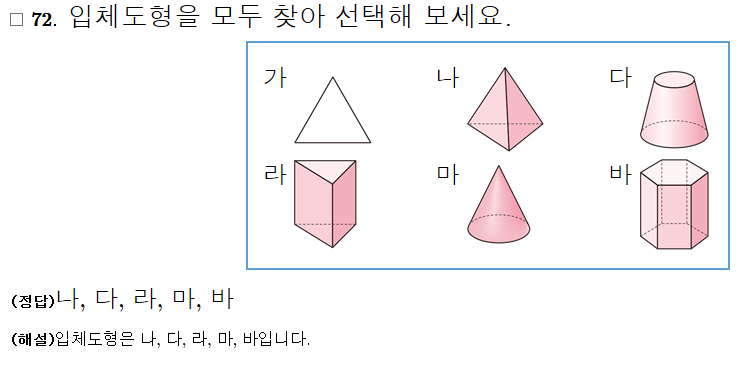 □ 72. 입체도형을 모두 찾아 선택해 보세요.
가 나 다
라 마 바
(정답)나, 다, 라, 마, 바
(해설)입체도형은 나, 다, 라, 마, 바입니다.